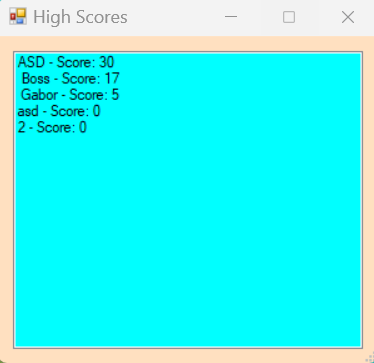 High Scores
ASD - Score: 30
Boss - Score: 17
Gabor - Score: 5
asd - Score: 0
2 - Score: 0